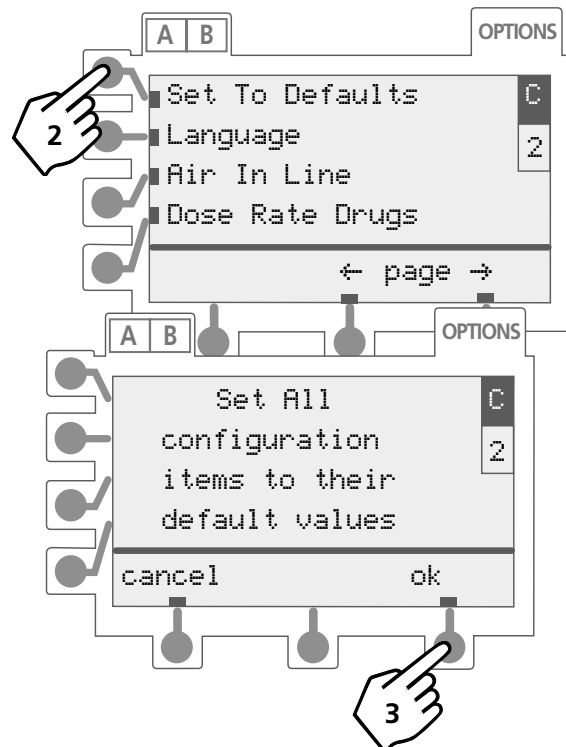 A B OPTIONS
Set To Defaults C
Language 2
Air In Line
Dose Rate Drugs
← page →
2
A B OPTIONS
Set All C
configuration 2
items to their
default values
cancel ok
3